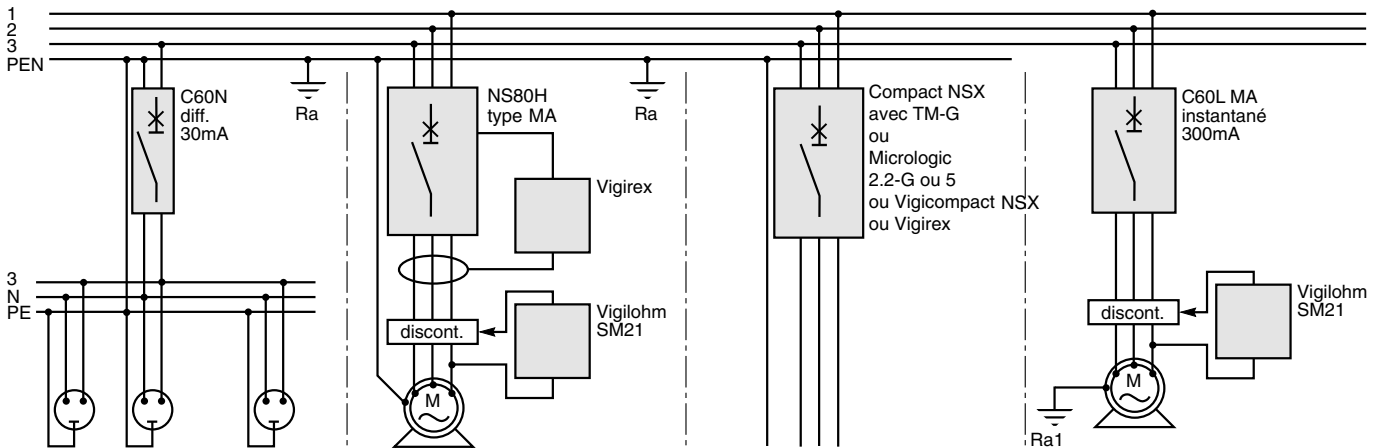 1
2
3
PEN
C60N
diff.
30mA
Ra
NS80H
type MA
Vigirex
Ra
Compact NSX
avec TM-G
ou
Micrologic
2.2-G ou 5
ou Vigicompact NSX
ou Vigirex
C60L MA
instantané
300mA
3
N
PE
discont.
Vigilohm
SM21
M
discont.
Vigilohm
SM21
M
Ra1